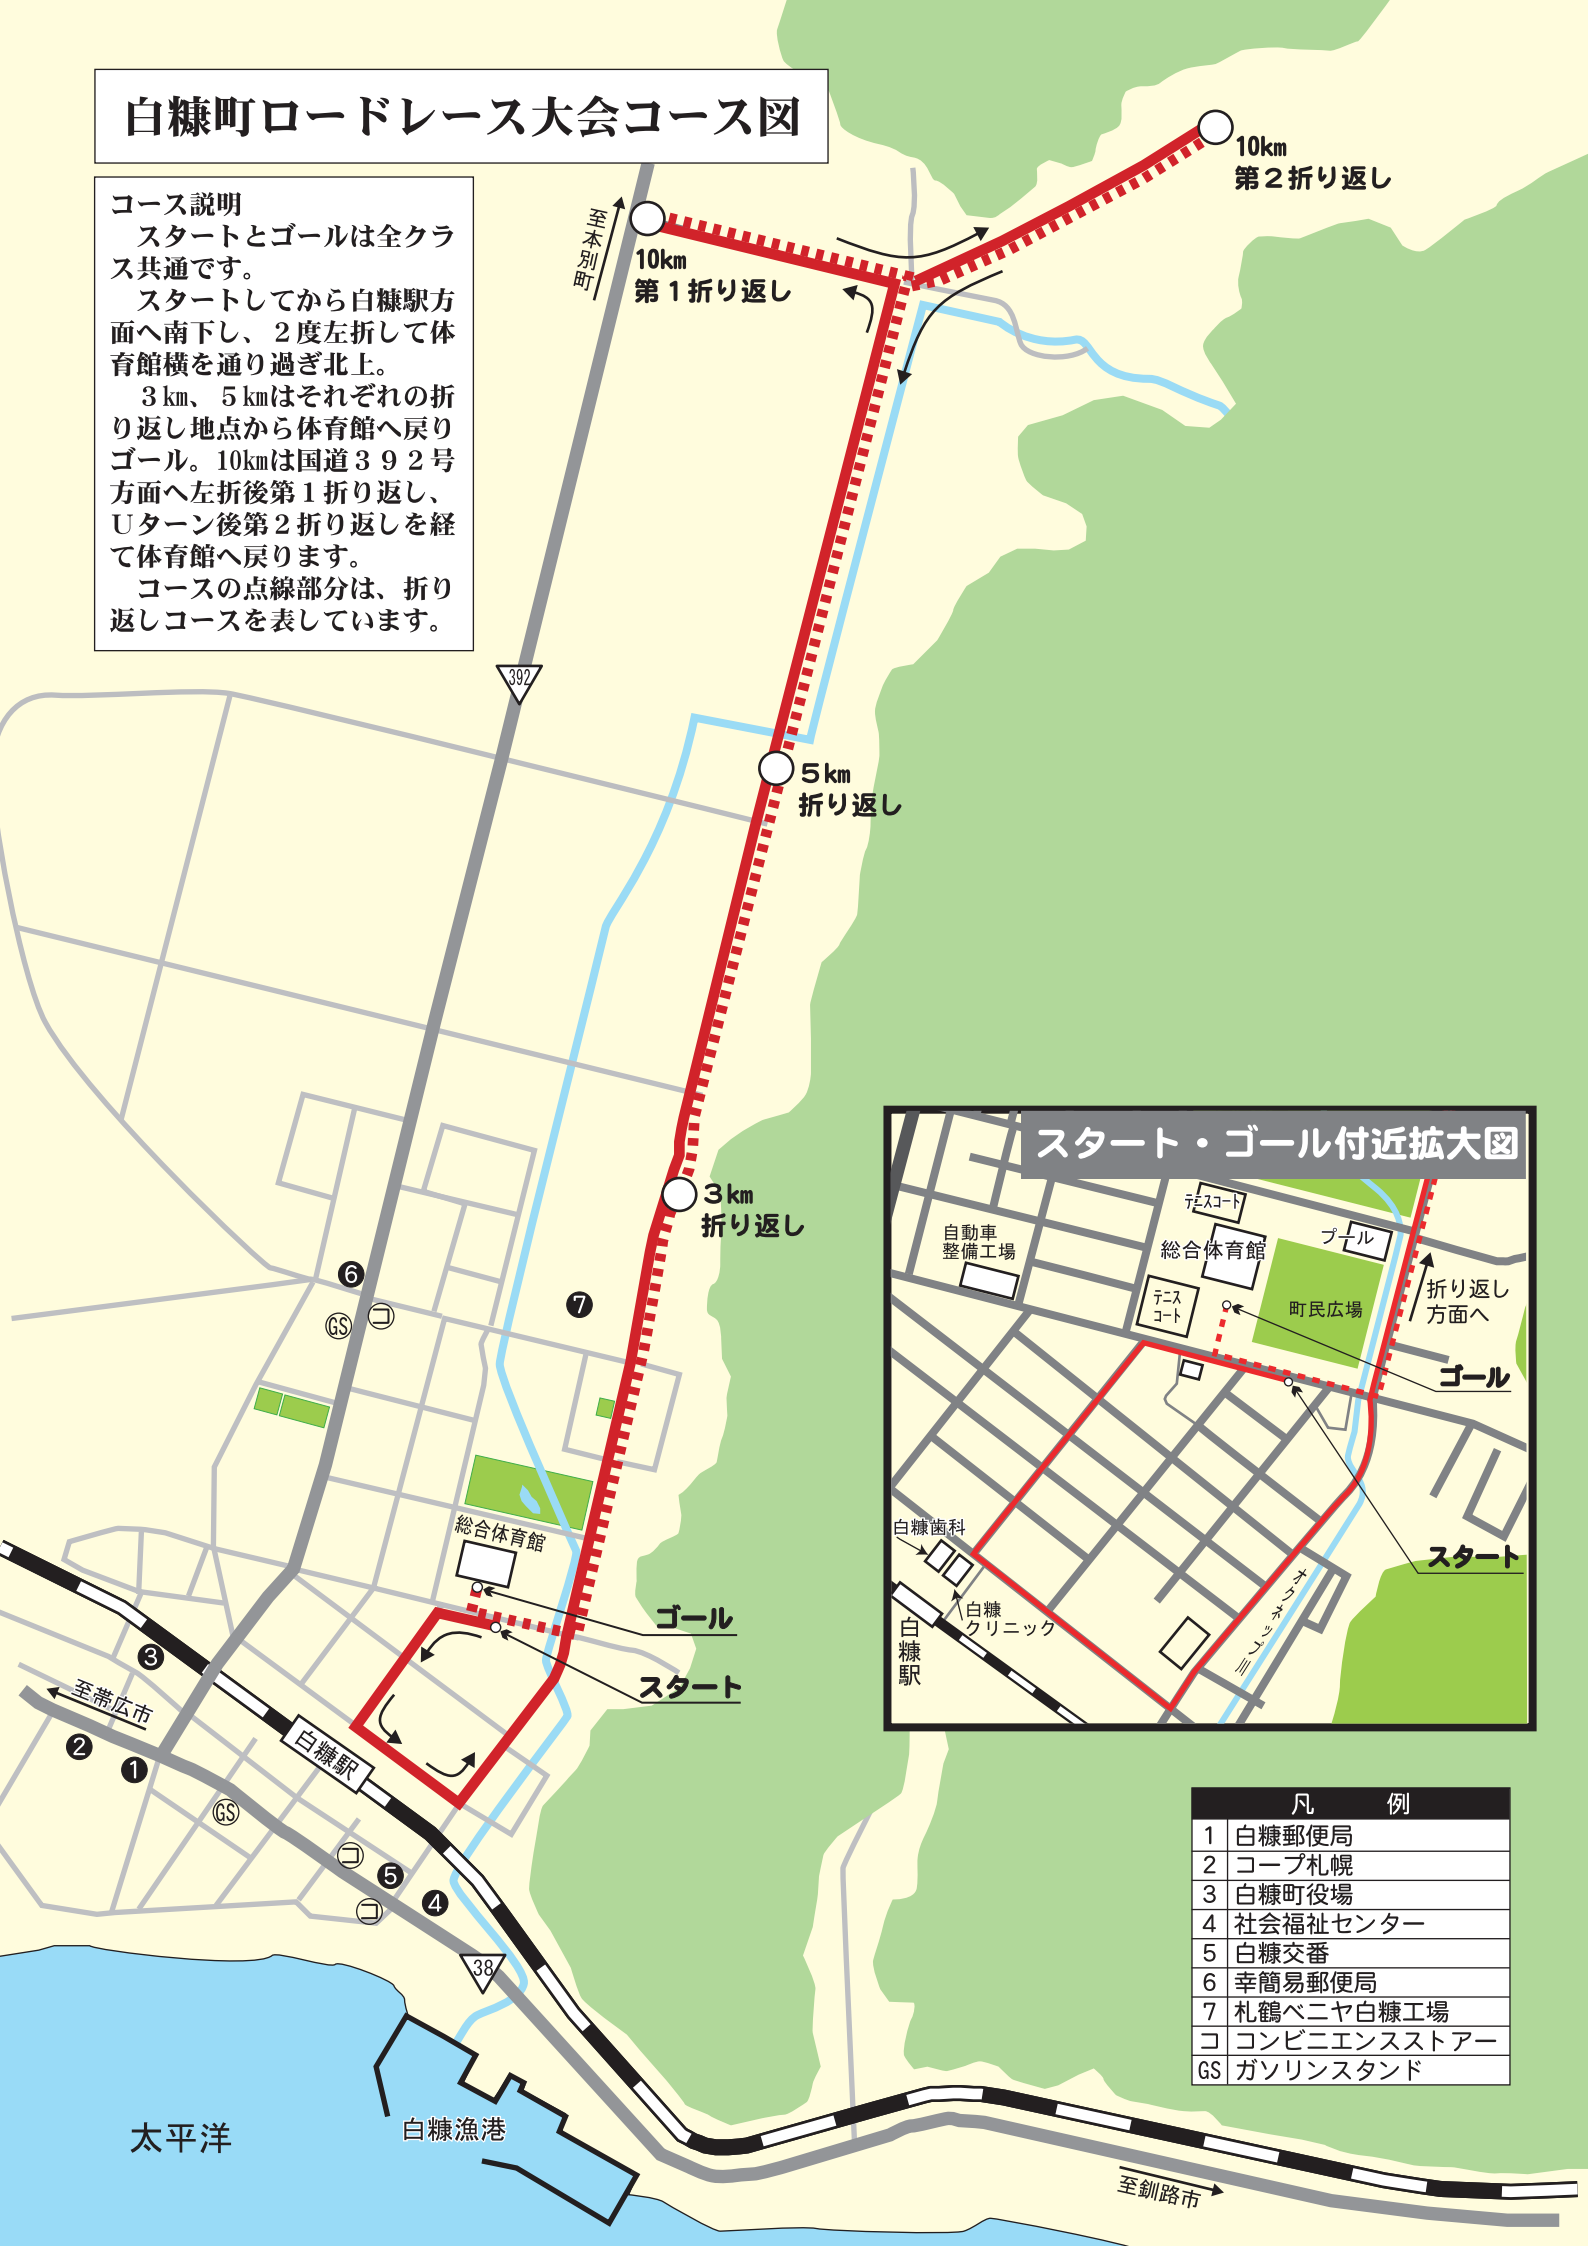 白糠町ロードレース大会コース図
コース説明
　スタートとゴールは全クラ
ス共通です。
　スタートしてから白糠駅方
面へ南下し、２度左折して体
育館横を通り過ぎ北上。
　３㎞、５㎞はそれぞれの折
り返し地点から体育館へ戻り
ゴール。10㎞は国道３９２号
方面へ左折後第１折り返し、
Ｕターン後第２折り返しを経
て体育館へ戻ります。
　コースの点線部分は、折り
返しコースを表しています。
至本別町
10km
第１折り返し
10km
第２折り返し
392
５km
折り返し
３km
折り返し
6
GS
コ
7
総合体育館
ゴール
スタート
3
至帯広市
2
1
白糠駅
GS
コ
5
コ
4
38
太平洋
白糠漁港
至釧路市
スタート・ゴール付近拡大図
テニスコート
自動車
整備工場
総合体育館
プール
テニス
コート
町民広場
折り返し
方面へ
ゴール
スタート
白糠歯科
白糠
クリニック
白糠駅
オクネップ川
凡　例
1 白糠郵便局
2 コープ札幌
3 白糠町役場
4 社会福祉センター
5 白糠交番
6 幸簡易郵便局
7 札鶴ベニヤ白糠工場
コ コンビニエンスストアー
GS ガソリンスタンド